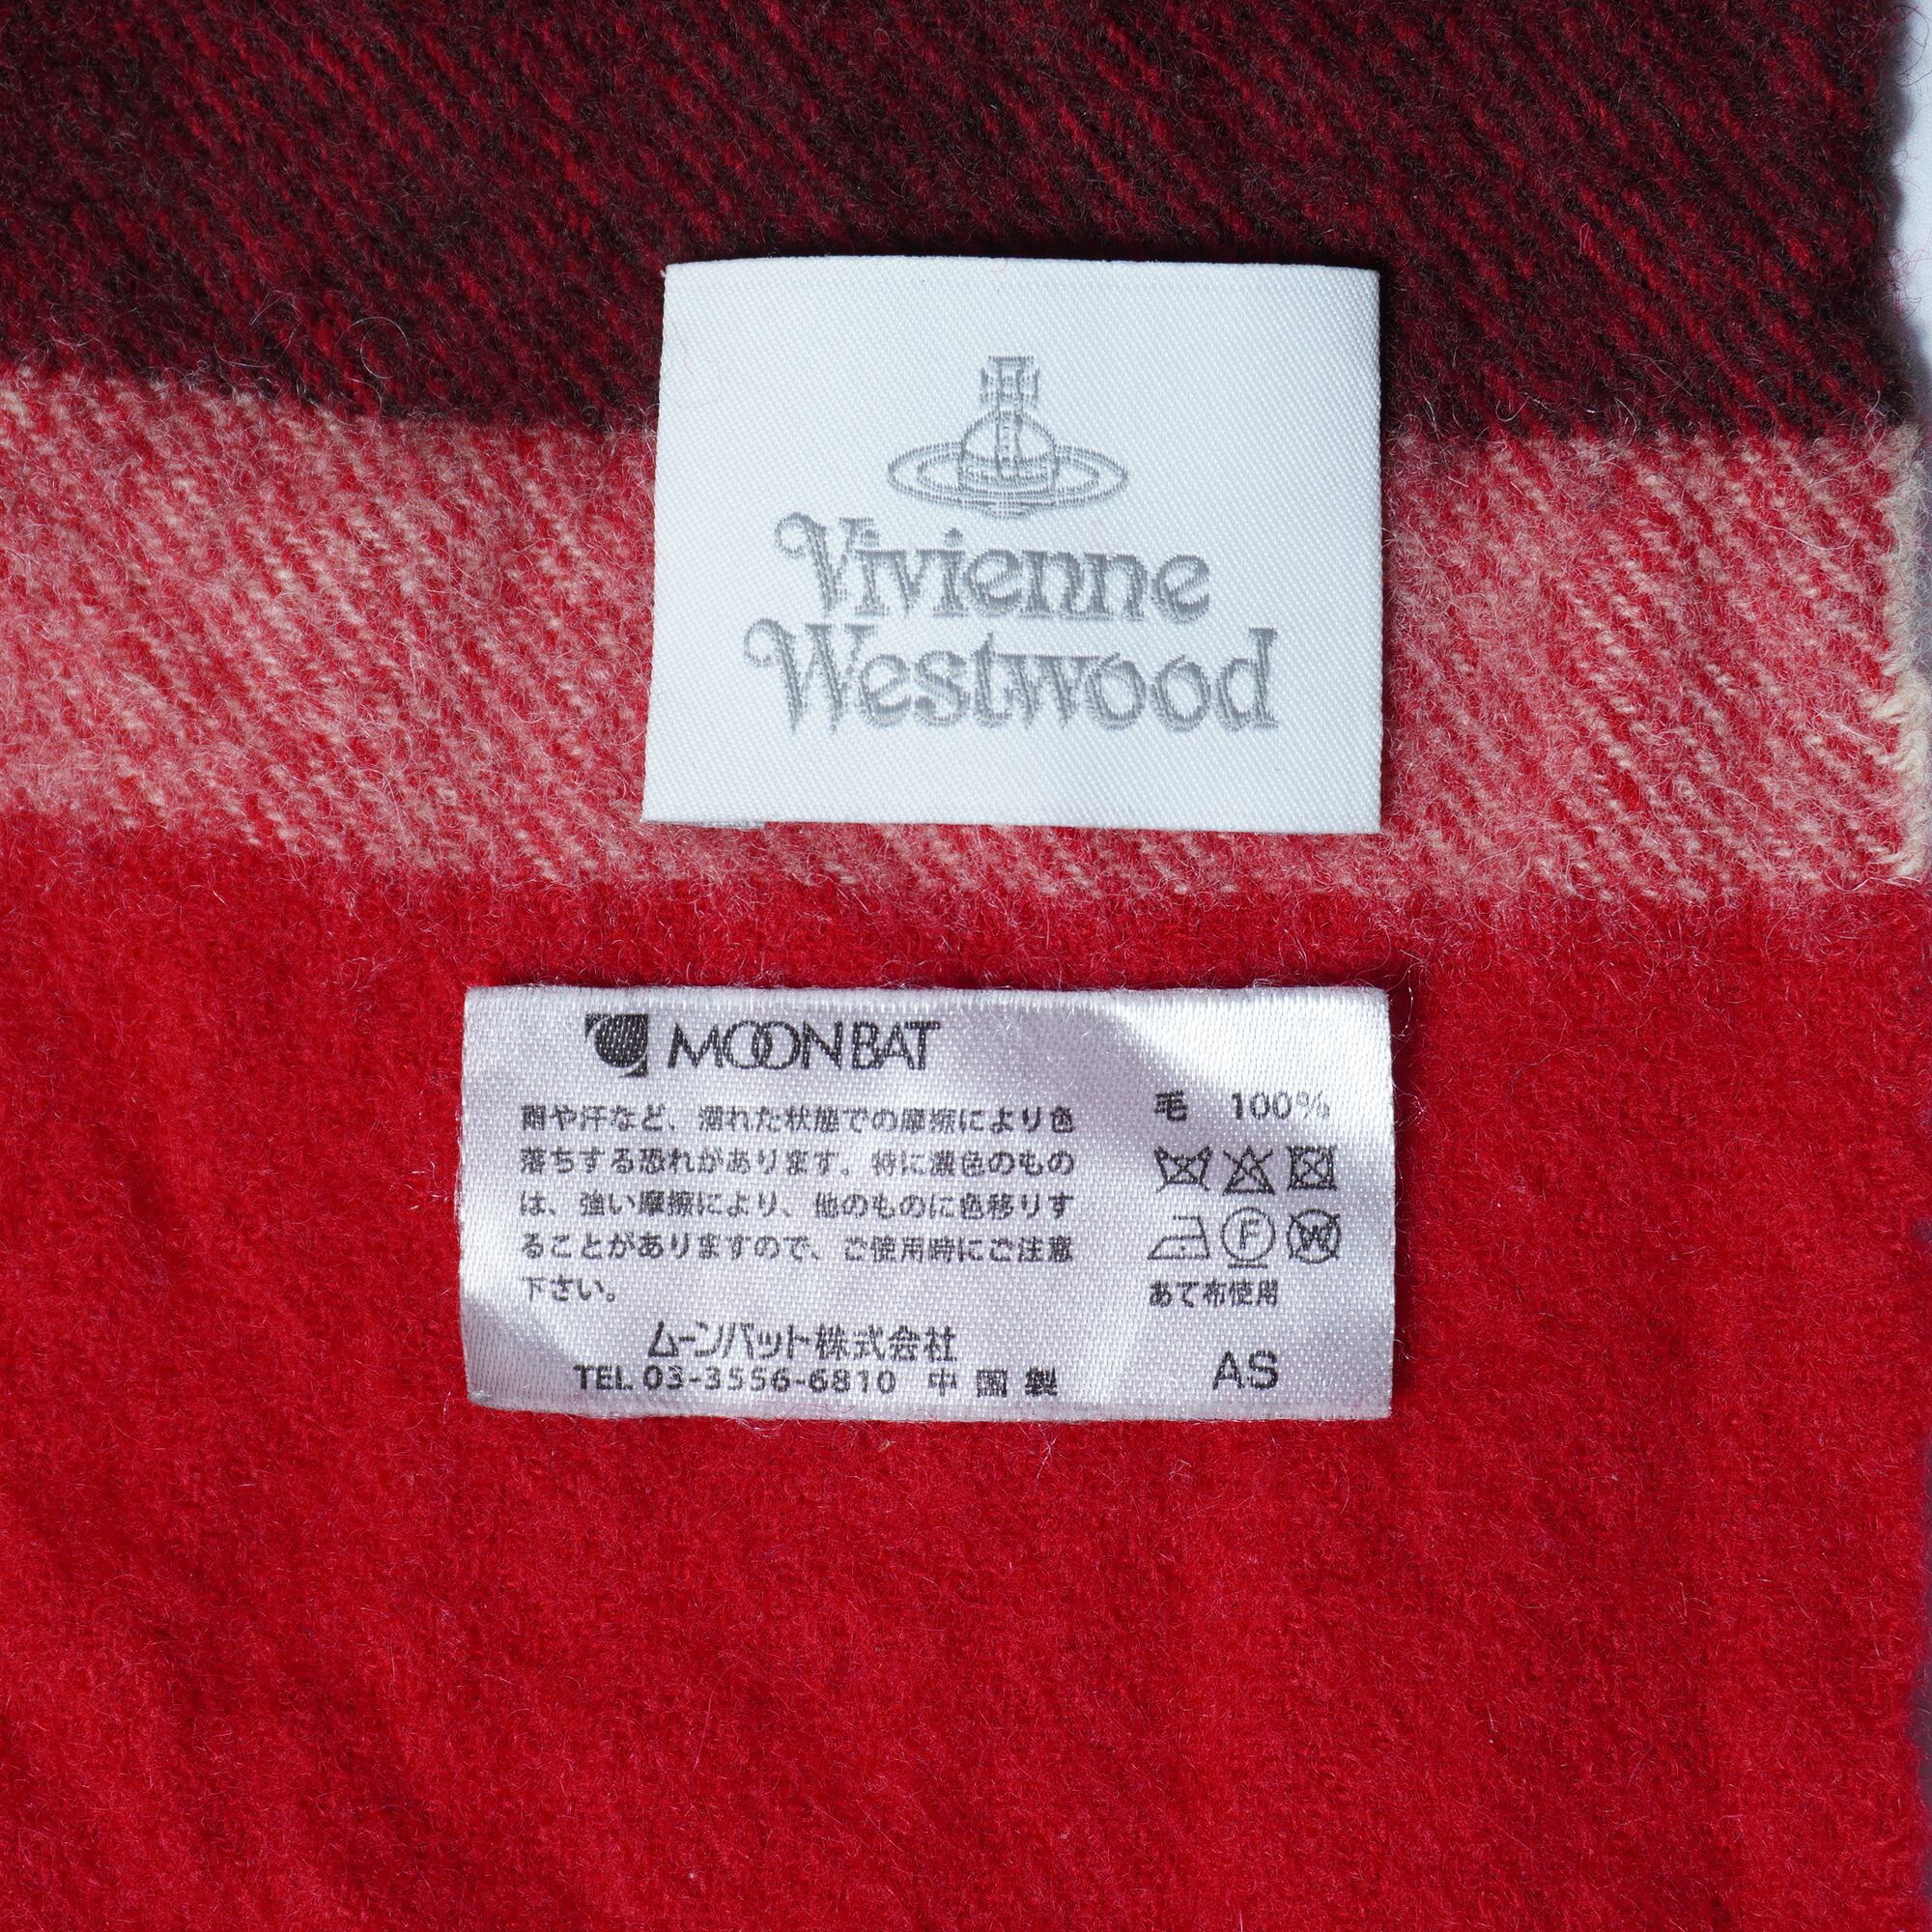 Vivienne
Westwood
MOONBAT
雨や汗など、濡れた状態での摩擦により色
落ちする恐れがあります。特に濃色のもの
は、強い摩擦により、他のものに色移りす
ることがありますので、ご使用時にご注意
下さい。
ムーンバット株式会社
TEL 03-3556-6810 中国製
毛 100%
F
W
あて布使用
AS